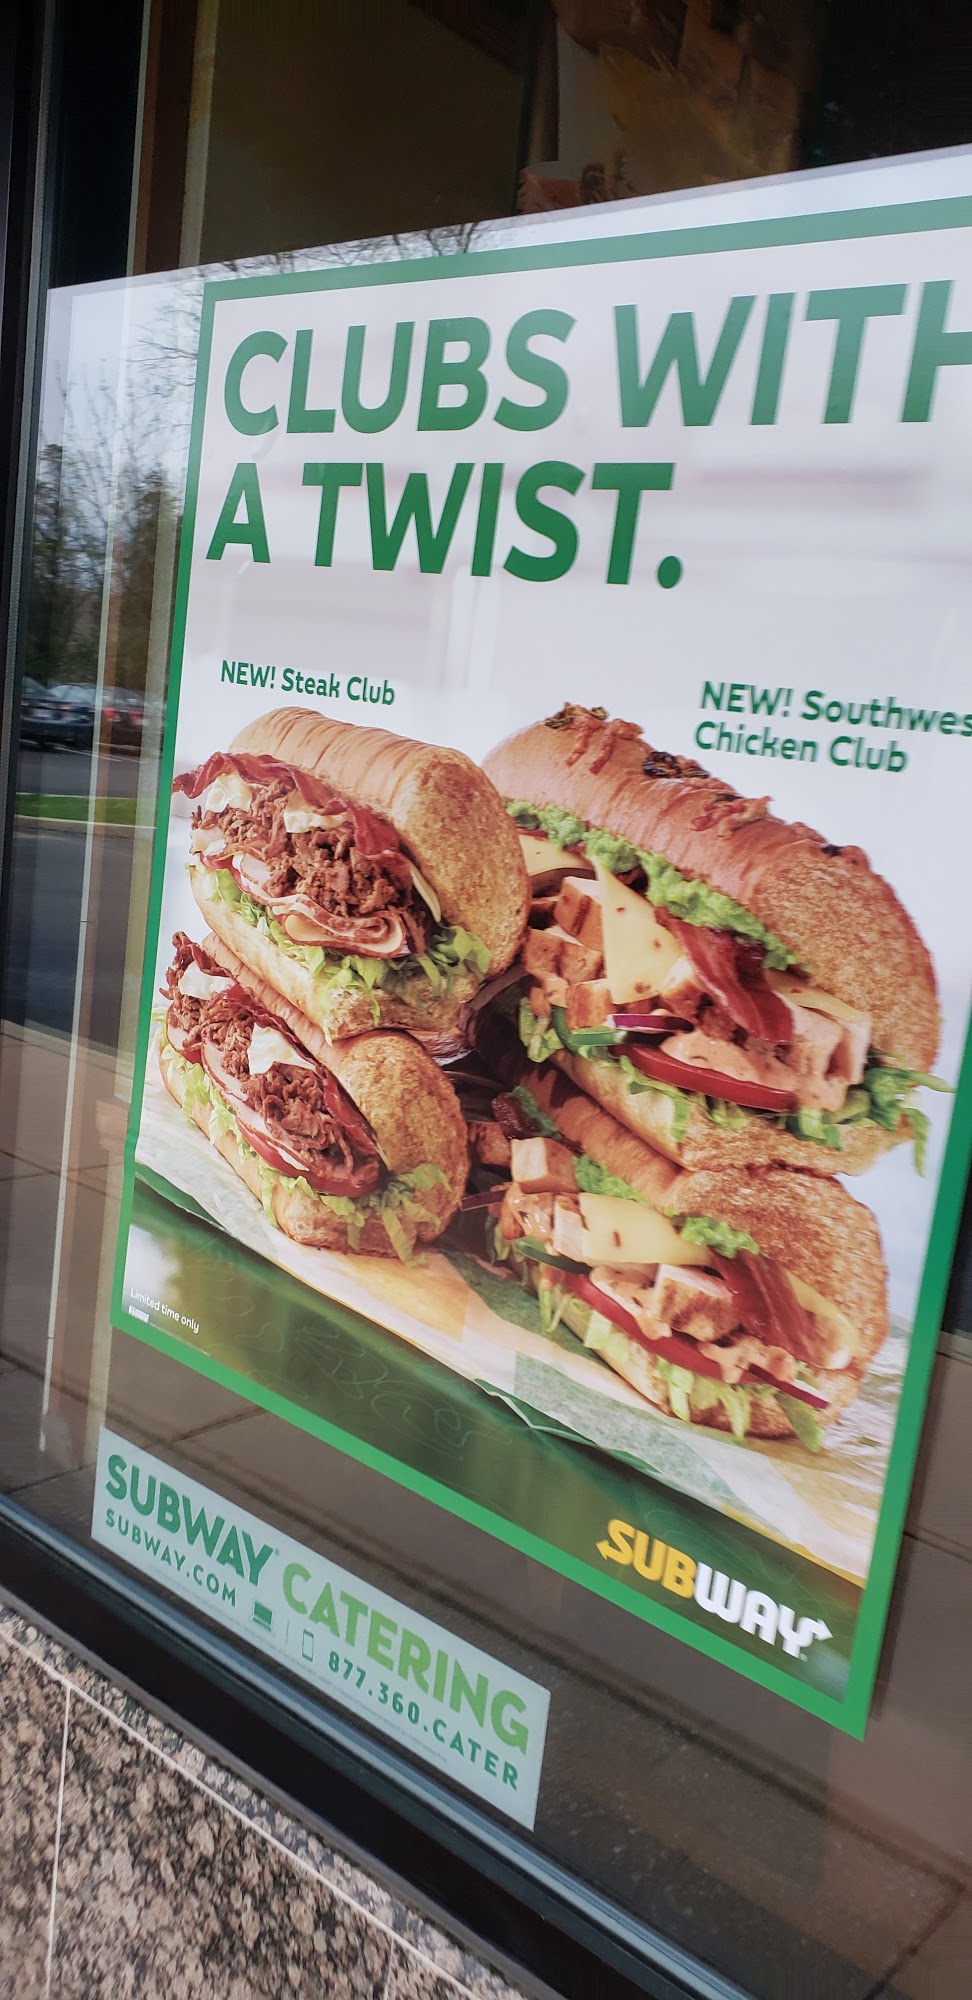 CLUBS WITH
A TWIST.
NEW! Steak Club
NEW! Southwes
Chicken Club
Limited time only
SUBWAY
SUBWAY CATERING
SUBWAY.COM
877.360.CATER